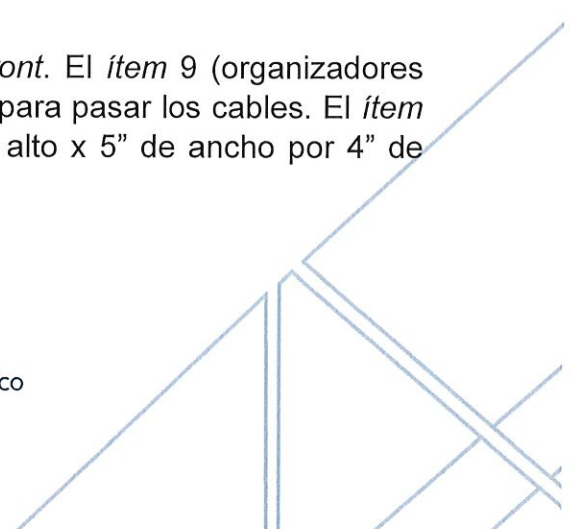 ont. El ítem 9 (organizadores
para pasar los cables. El ítem
alto x 5” de ancho por 4” de
co